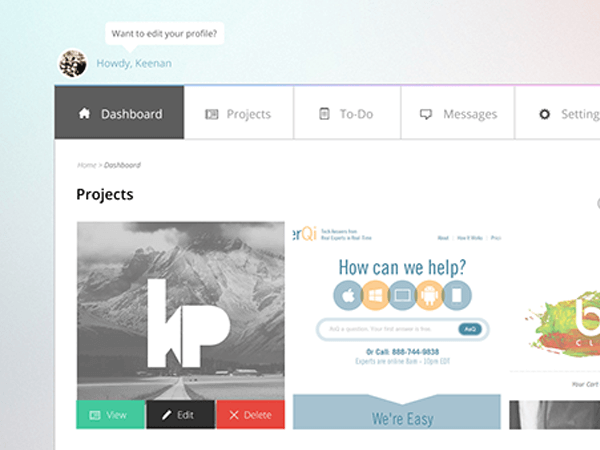 Want to edit your profile?
Howdy, Keenan
Dashboard
Projects
To-Do
Messages
Setting
Home > Dashboard
Projects
kp
View
Edit
Delete
erQi
Tech Answers from
Real Experts in Real-Time
About
How It Works
How can we help?
AsQ a question. Your first answer is free.
AsQ
Or Call: 888-744-9838
Experts are online 8am - 10pm EDT
We're Easy
Your Cart